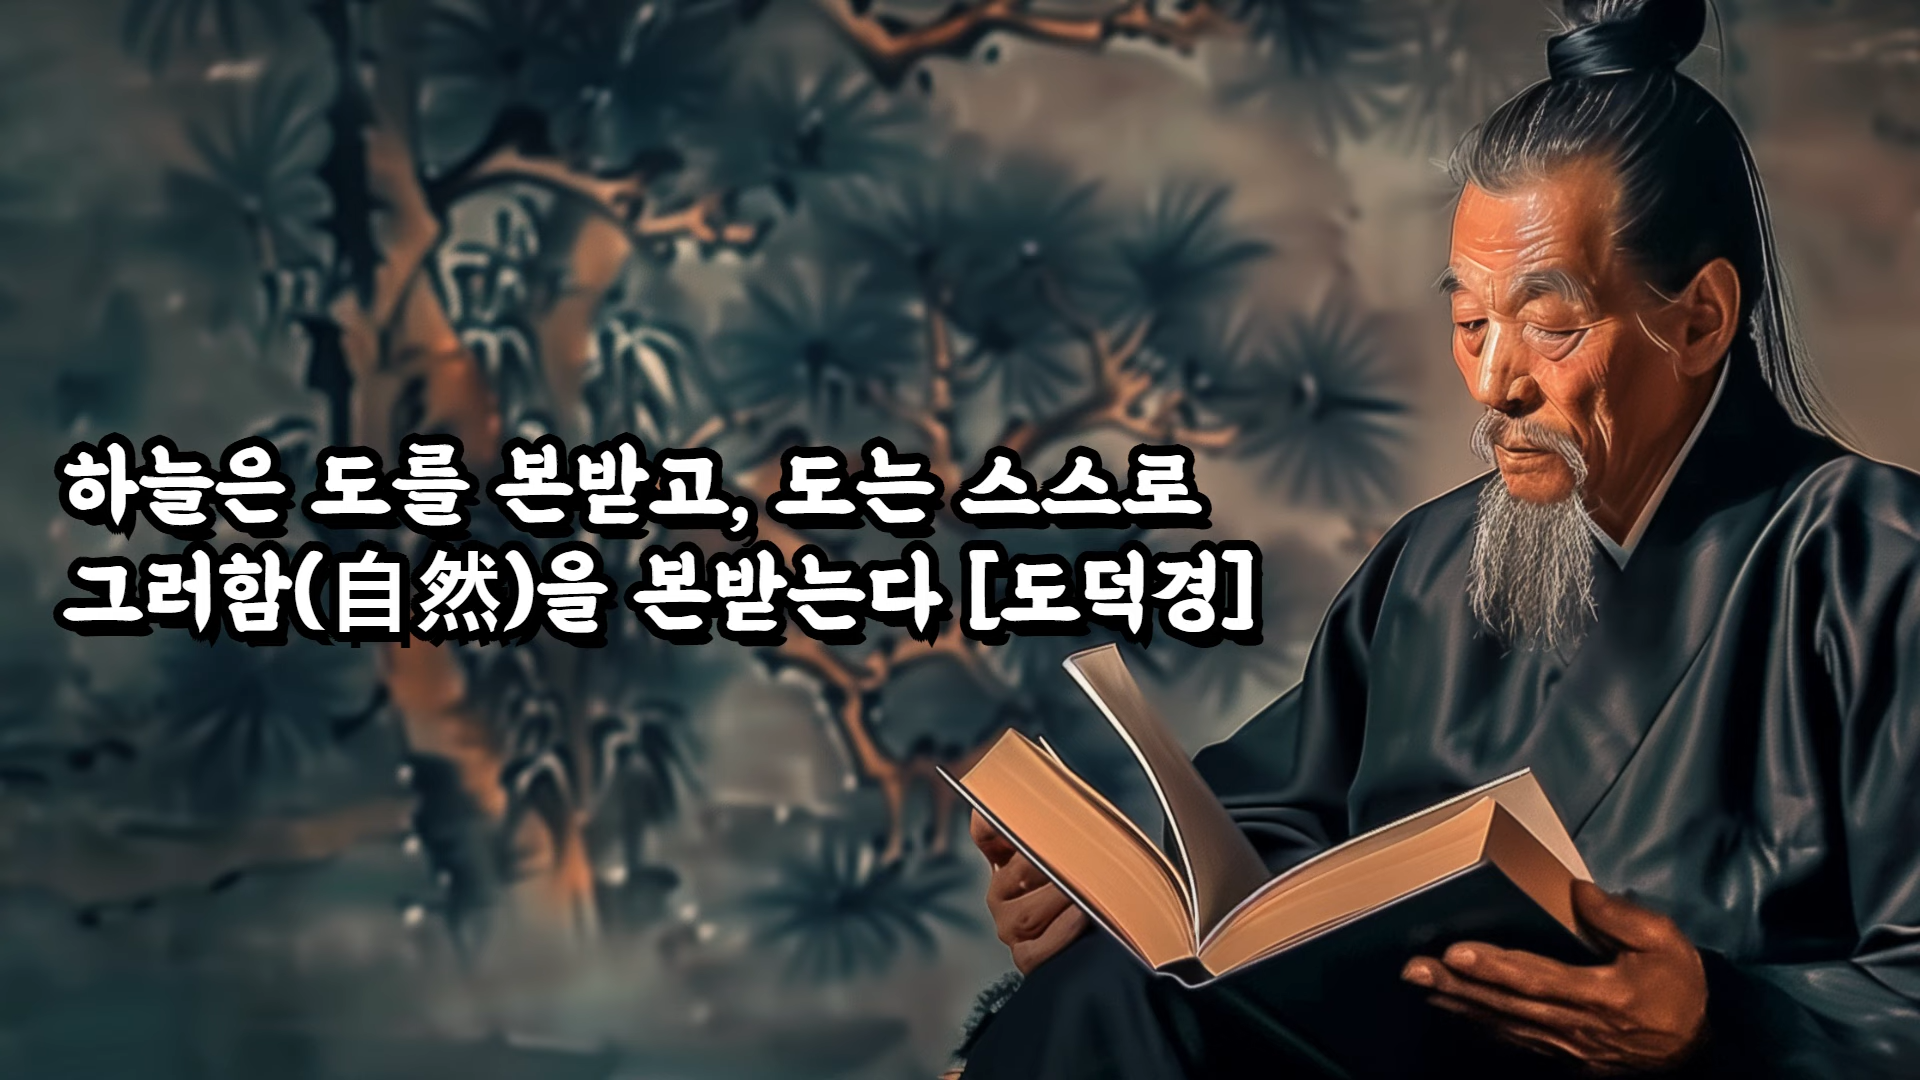 하늘은 도를 본받고, 도는 스스로
그러함(自然)을 본받는다 [도덕경]